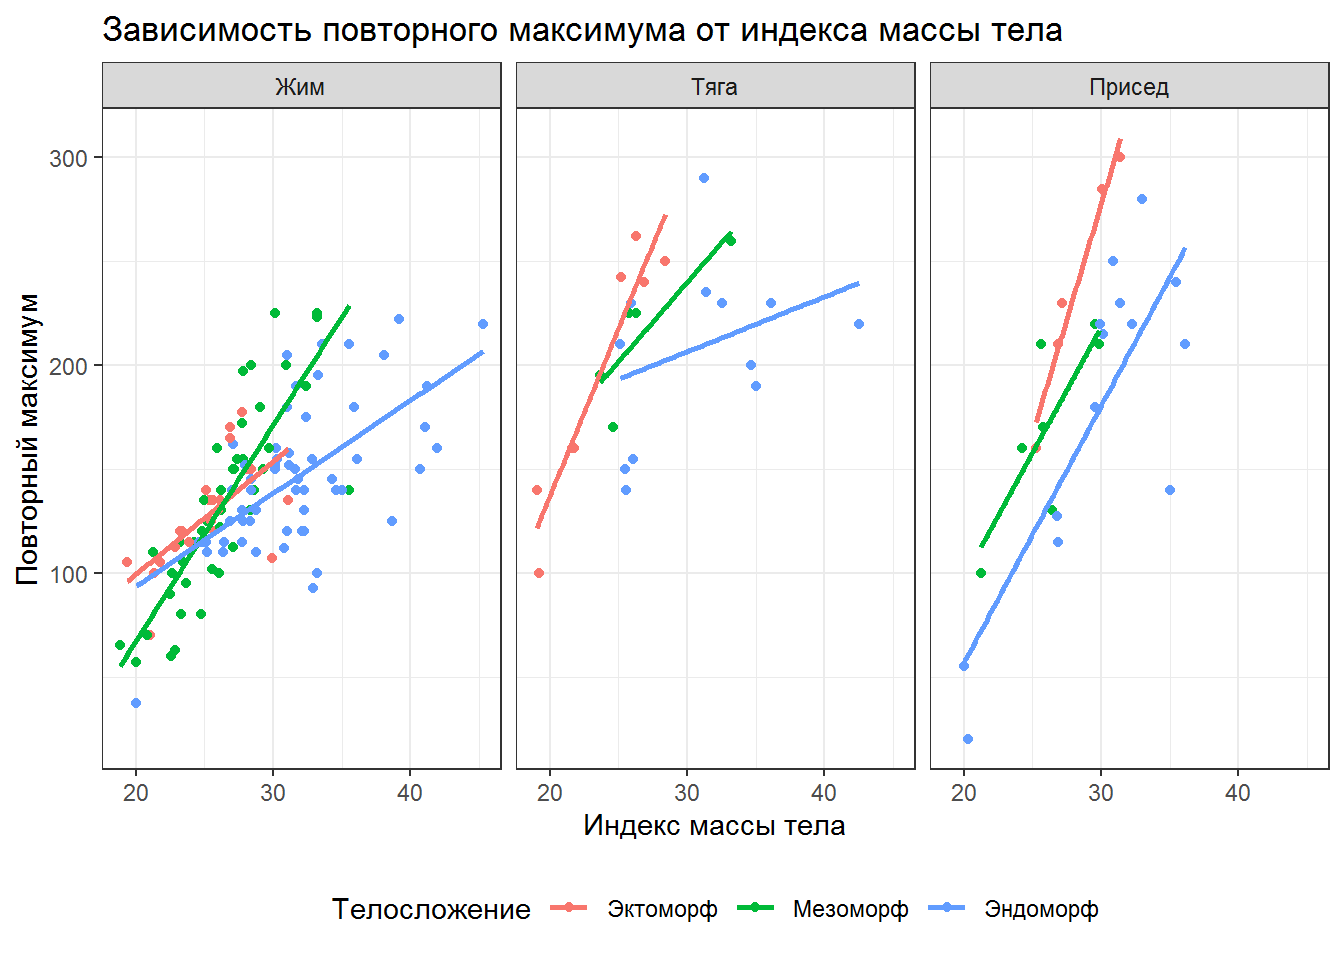 Зависимость повторного максимума от индекса массы тела
Жим
Тяга
Присед
Повторный максимум
300
200
100
20 30 40
20 30 40
20 30 40
Индекс массы тела
Телосложение Эктоморф Мезоморф Эндоморф